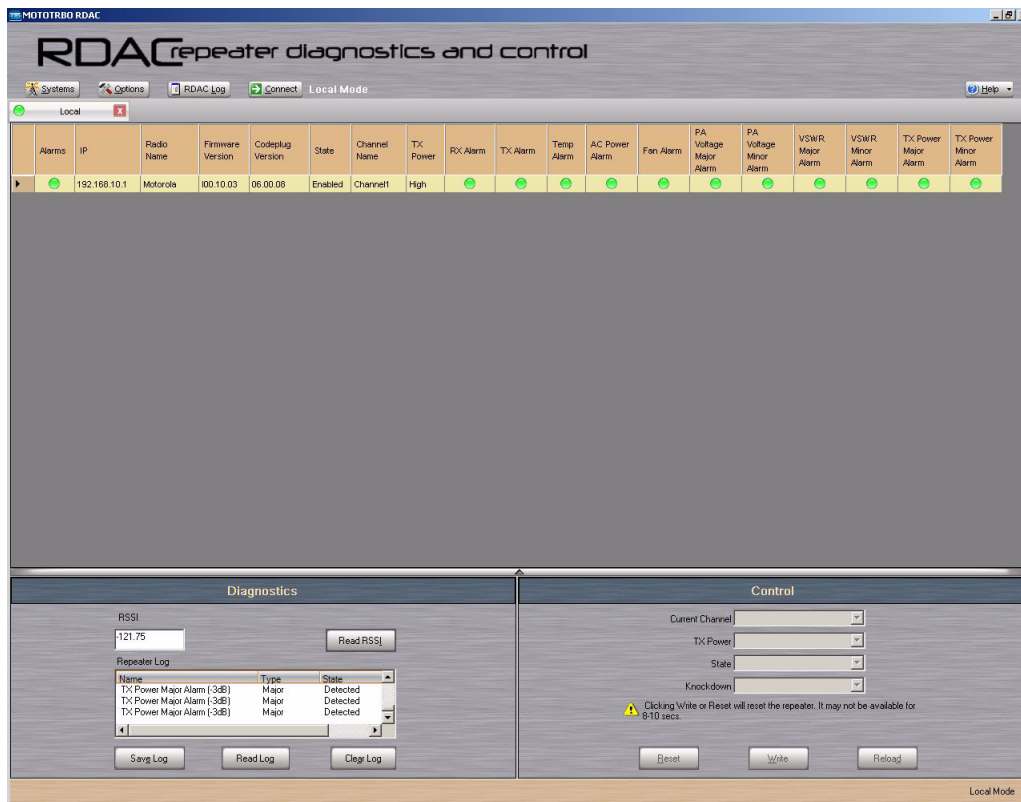 MOTOTRBO RDAC
RDAC repeater diagnostics and control
Systems Options RDAC Log Connect Local Mode Help
Local
Alarms IP Radio Name Firmware Version Codeplug Version State Channel Name TX Power RX Alarm TX Alarm Temp Alarm AC Power Alarm Fan Alarm PA Voltage Major Alarm PA Voltage Minor Alarm VSWR Major Alarm VSWR Minor Alarm TX Power Major Alarm TX Power Minor Alarm
192.168.10.1 Motorola I00.10.03 06.00.08 Enabled Channel1 High
Diagnostics
RSSI
-121.75
Read RSSI
Repeater Log
Name Type State
TX Power Major Alarm (-3dB) Major Detected
TX Power Major Alarm (-3dB) Major Detected
TX Power Major Alarm (-3dB) Major Detected
Save Log Read Log Clear Log
Control
Current Channel
TX Power
State
Knockdown
Clicking Write or Reset will reset the repeater. It may not be available for
8-10 secs.
Reset Write Reload
Local Mode